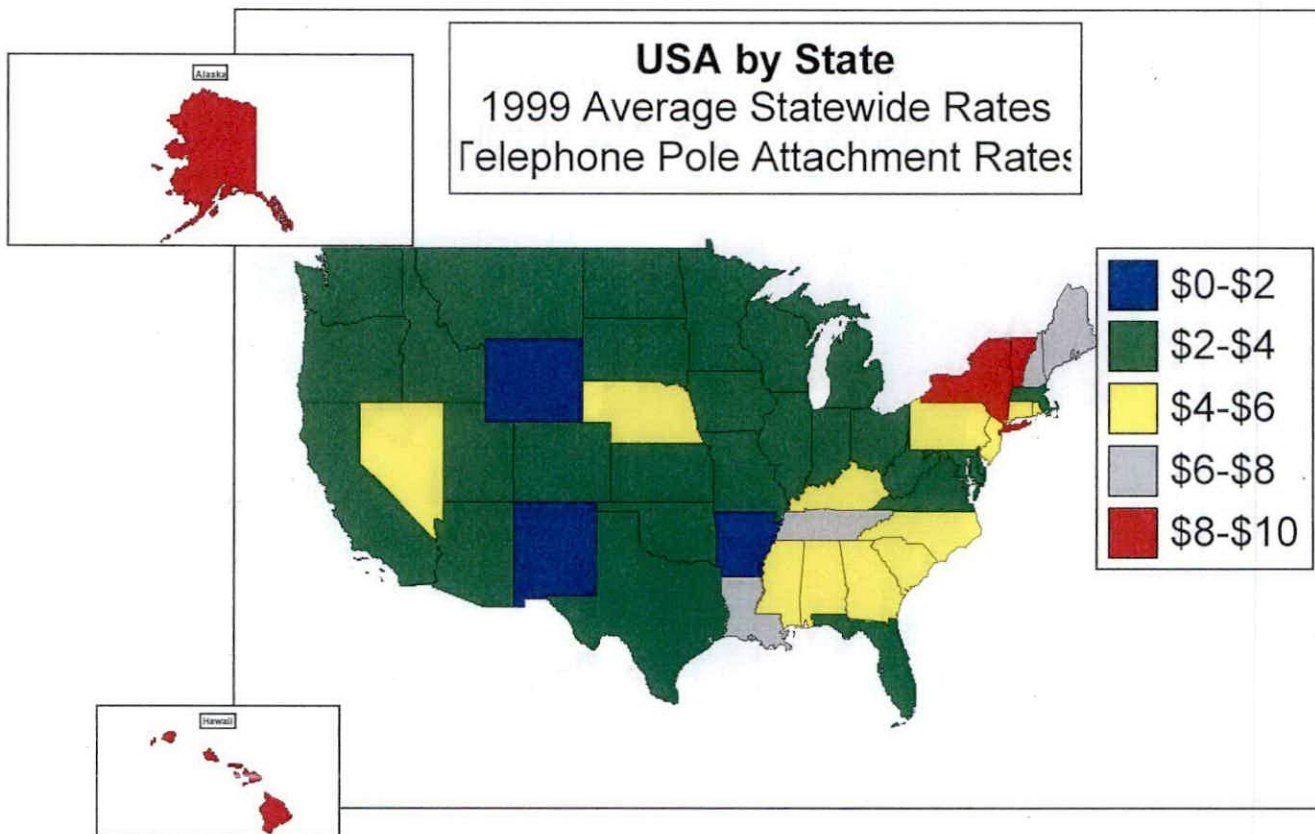 USA by State
1999 Average Statewide Rates
Telephone Pole Attachment Rates
Alaska
$0-$2
$2-$4
$4-$6
$6-$8
$8-$10
Hawaii